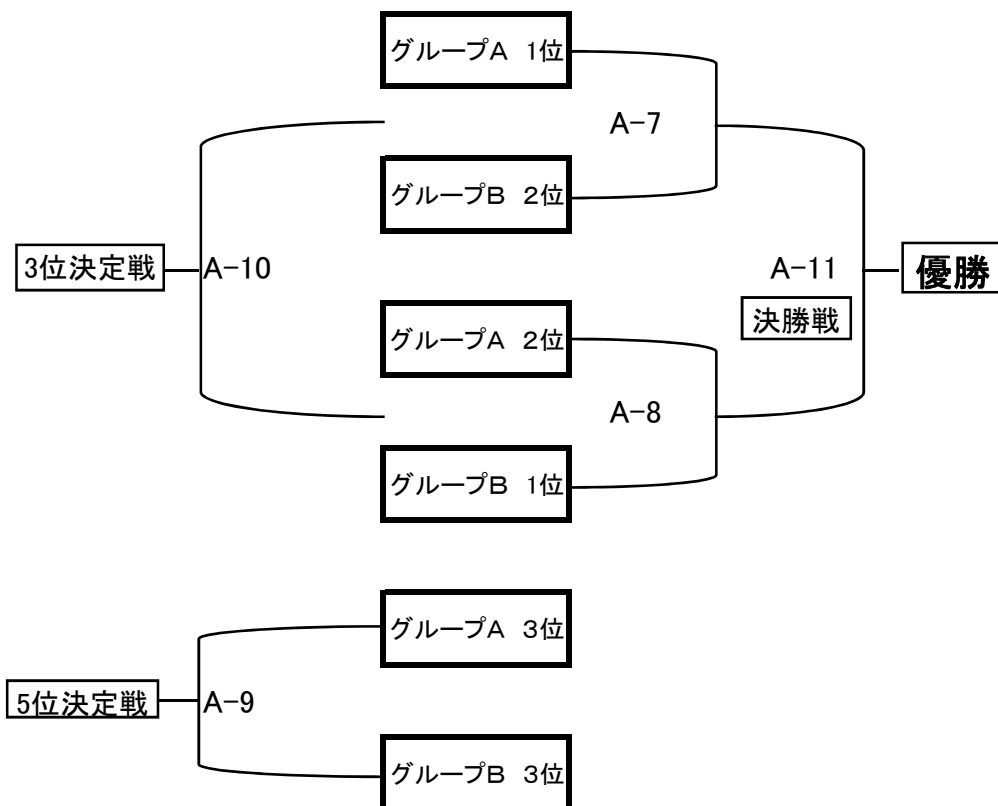 グループA 1位
A-7
グループB 2位
3位決定戦
A-10
A-11
優勝
決勝戦
グループA 2位
A-8
グループB 1位
グループA 3位
5位決定戦
A-9
グループB 3位